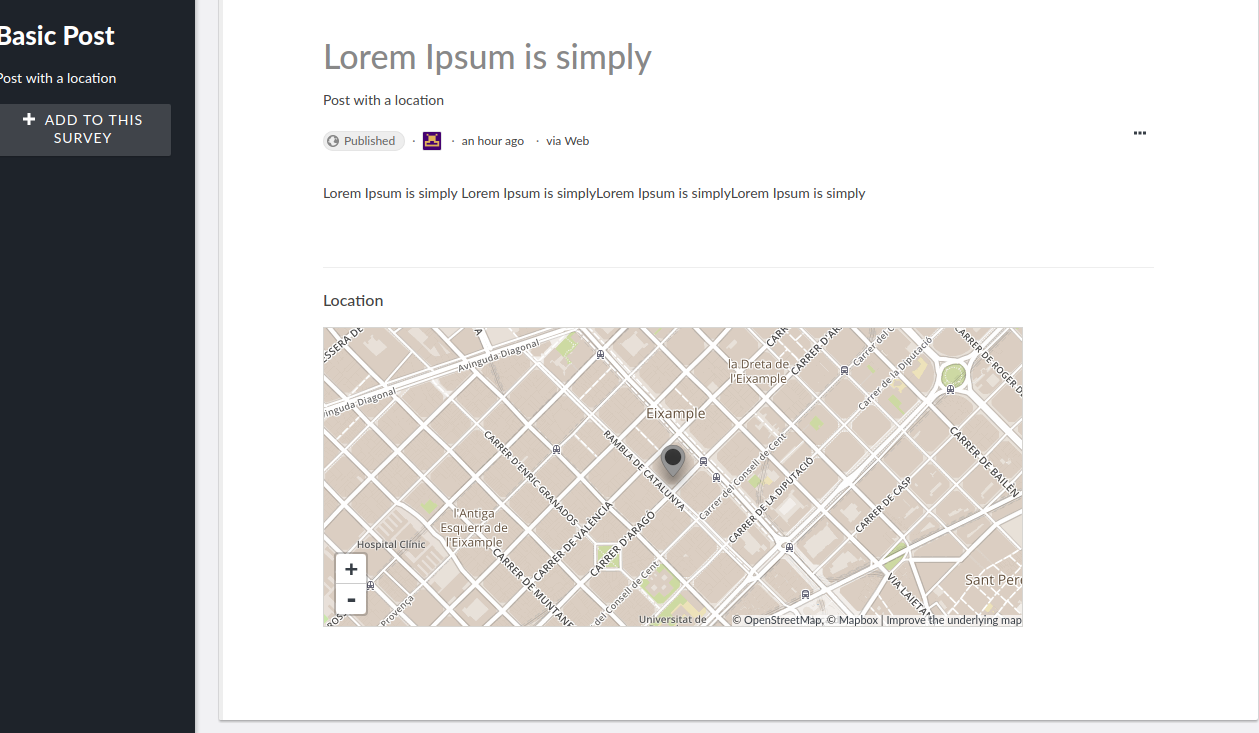 Basic Post
Post with a location
ADD TO THIS
SURVEY
Lorem Ipsum is simply
Post with a location
Published · · an hour ago · via Web
Lorem Ipsum is simply Lorem Ipsum is simplyLorem Ipsum is simplyLorem Ipsum is simply
Location
SSERA DE
Avinguda Diagonal
inguda Diagonal
CARRER D'AR
Carrer del C
CARRER DE ROGER D
la Dreta de
l'Eixample
Carrer de la Diputació
Eixample
CARRER D'ENRIC GRANADOS
RAMBLA DE CATALUNYA
Carrer del Consell de Cent
CARRER DE LA DIPUTACIÓ
CARRER DE CASP
CARRER DE BAILÈN
l'Antiga
Esquerra de
l'Eixample
Hospital Clínic
CARRER DE VALÈNCIA
CARRER D'ARAGÓ
CARRER DE MUNTANE
del Consell de Cent
Provença
VIA LAIETAN
Sant Pere
+
-
Universitat de
© OpenStreetMap, © Mapbox | Improve the underlying map